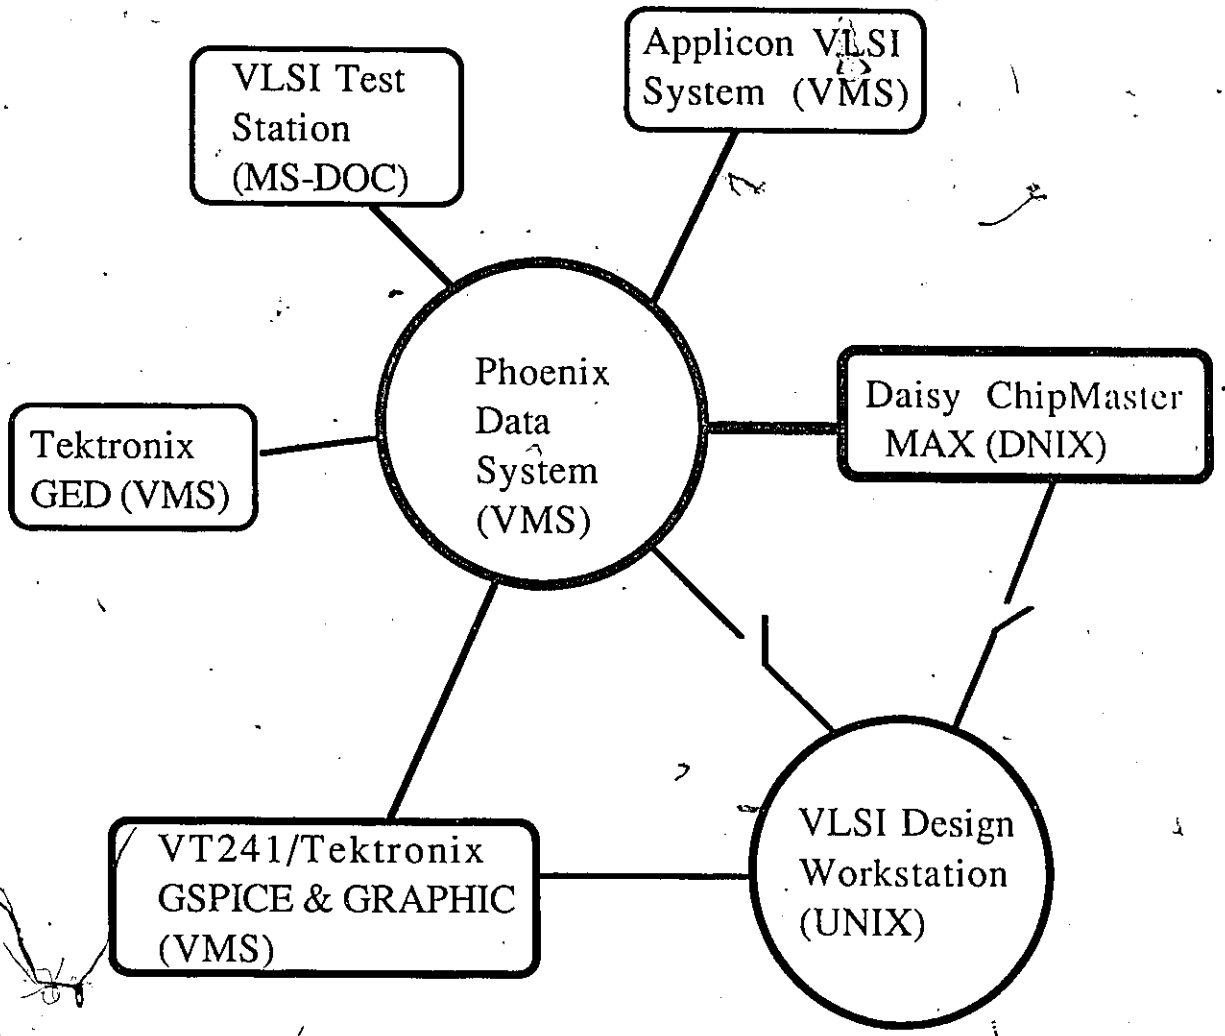 VLSI Test
Station
(MS-DOC)
Applicon VLSI
System (VMS)
Phoenix
Data
System
(VMS)
Daisy ChipMaster
MAX (DNIX)
Tektronix
GED (VMS)
VT241/Tektronix
GSPICE & GRAPHIC
(VMS)
VLSI Design
Workstation
(UNIX)